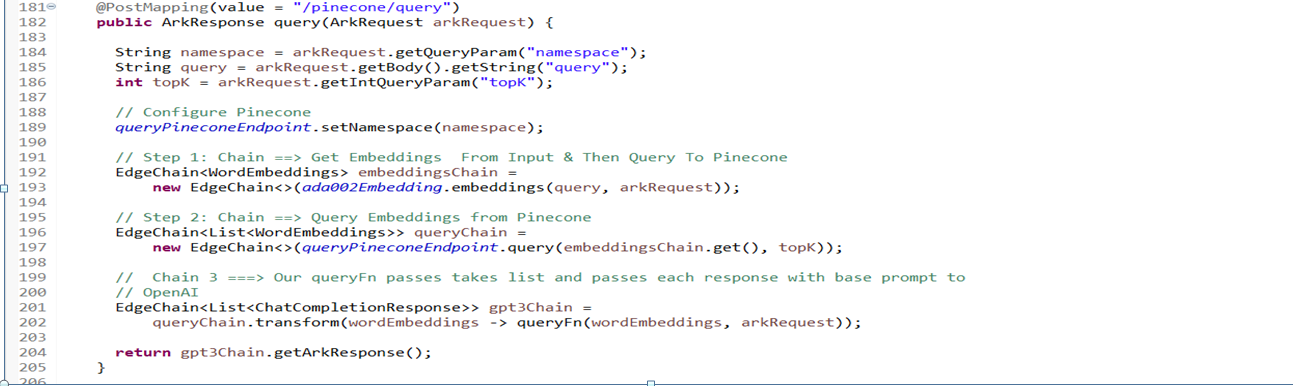 181 @PostMapping(value = "/pinecone/query")
182 public ArkResponse query(ArkRequest arkRequest) {
183
184 String namespace = arkRequest.getQueryParam("namespace");
185 String query = arkRequest.getBody().getString("query");
186 int topK = arkRequest.getIntQueryParam("topK");
187
188 // Configure Pinecone
189 queryPineconeEndpoint.setNamespace(namespace);
190
191 // Step 1: Chain ==> Get Embeddings  From Input & Then Query To Pinecone
192 EdgeChain<WordEmbeddings> embeddingsChain =
193 new EdgeChain<>(ada002Embedding.embeddings(query, arkRequest));
194
195 // Step 2: Chain ==> Query Embeddings from Pinecone
196 EdgeChain<List<WordEmbeddings>> queryChain =
197 new EdgeChain<>(queryPineconeEndpoint.query(embeddingsChain.get(), topK));
198
199 //  Chain 3 ===> Our queryFn passes takes list and passes each response with base prompt to
200 // OpenAI
201 EdgeChain<List<ChatCompletionResponse>> gpt3Chain =
202 queryChain.transform(wordEmbeddings -> queryFn(wordEmbeddings, arkRequest));
203
204 return gpt3Chain.getArkResponse();
205 }
206